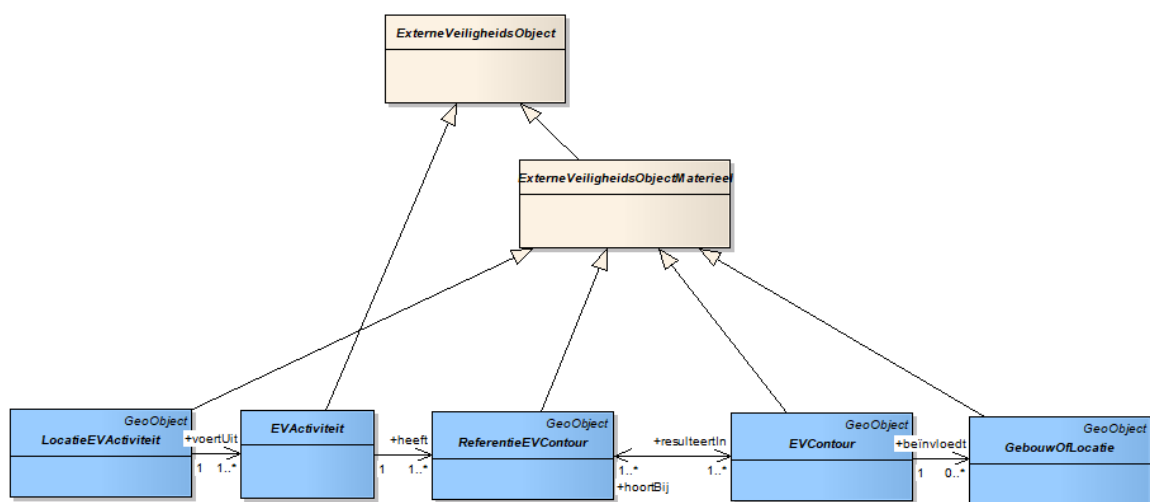 ExterneVeiligheidsObject
ExterneVeiligheidsObjectMaterieel
GeoObject
LocatieEVActiviteit
+voertUit
1 1..*
EVActiviteit
+heeft
1 1..*
GeoObject
ReferentieEVContour
+resulteertIn
1..* 1..*
+hoortBij
GeoObject
EVContour
+beïnvloedt
1 0..*
GeoObject
GebouwOfLocatie